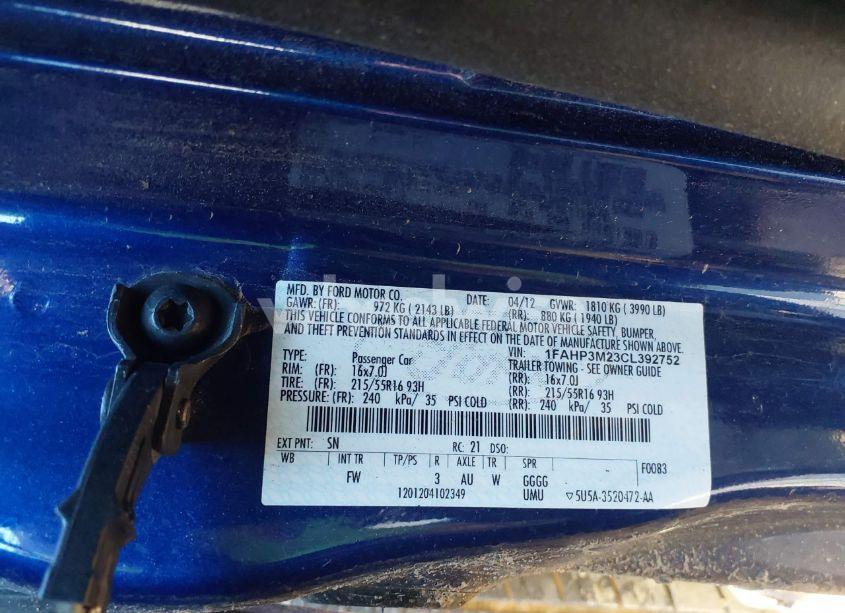 MFD. BY FORD MOTOR CO. DATE: 04/12 GVWR: 1810 KG ( 3990 LB)
GAWR: (FR): 972 KG ( 2143 LB) (RR): 880 KG ( 1940 LB)
THIS VEHICLE CONFORMS TO ALL APPLICABLE FEDERAL MOTOR VEHICLE SAFETY, BUMPER,
AND THEFT PREVENTION STANDARDS IN EFFECT ON THE DATE OF MANUFACTURE SHOWN ABOVE.
VIN: 1FAHP3M23CL392752
TYPE: Passenger Car TRAILER TOWING - SEE OWNER GUIDE
RIM: (FR): 16x7.0J (RR): 16x7.0J
TIRE: (FR): 215/55R16 93H (RR): 215/55R16 93H
PRESSURE: (FR): 240 kPa/ 35 PSI COLD (RR): 240 kPa/ 35 PSI COLD
EXT PNT: SN RC: 21 DSO:
WB INT TR TP/PS R AXLE TR SPR F0083
FW 3 AU W GGGG
1201204102349 UMU ▽5U5A-3520472-AA